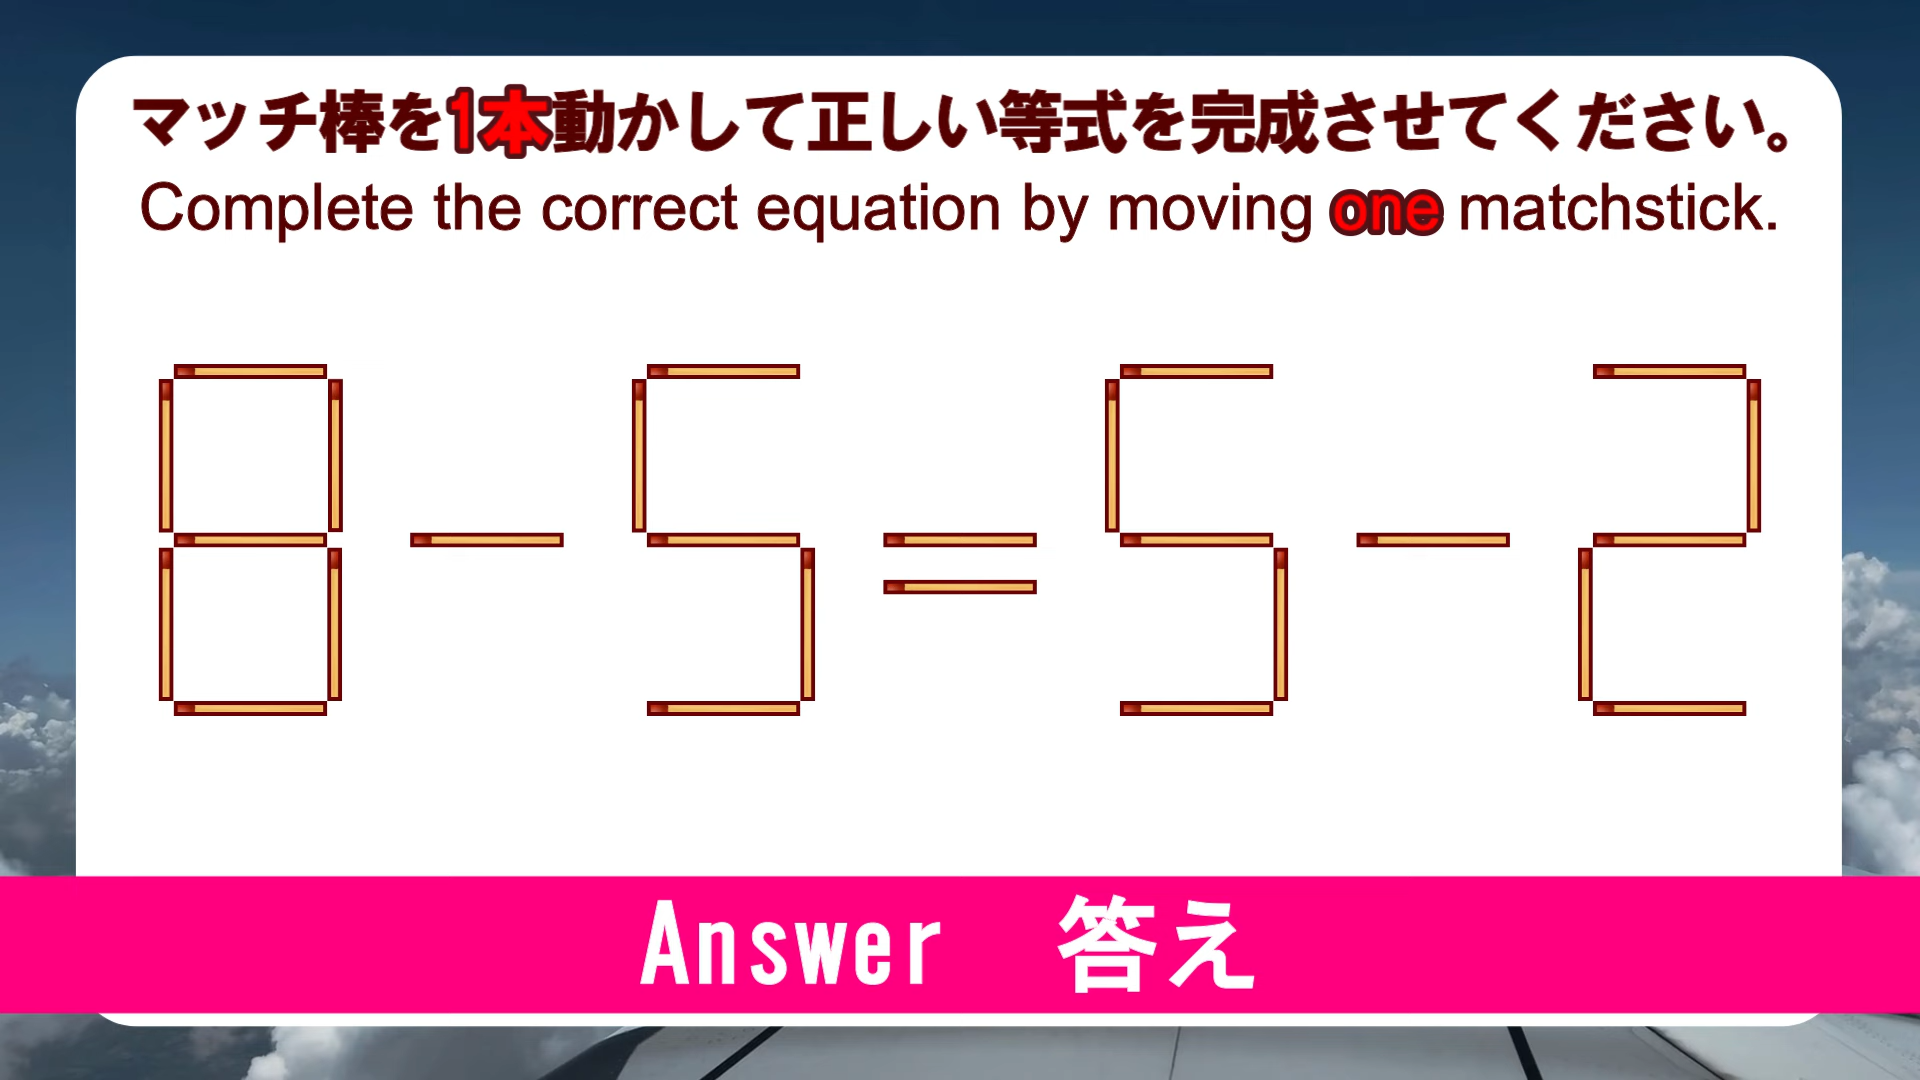 マッチ棒を1本動かして正しい等式を完成させてください。
Complete the correct equation by moving one matchstick.
8-5=5-2
Answer 答え